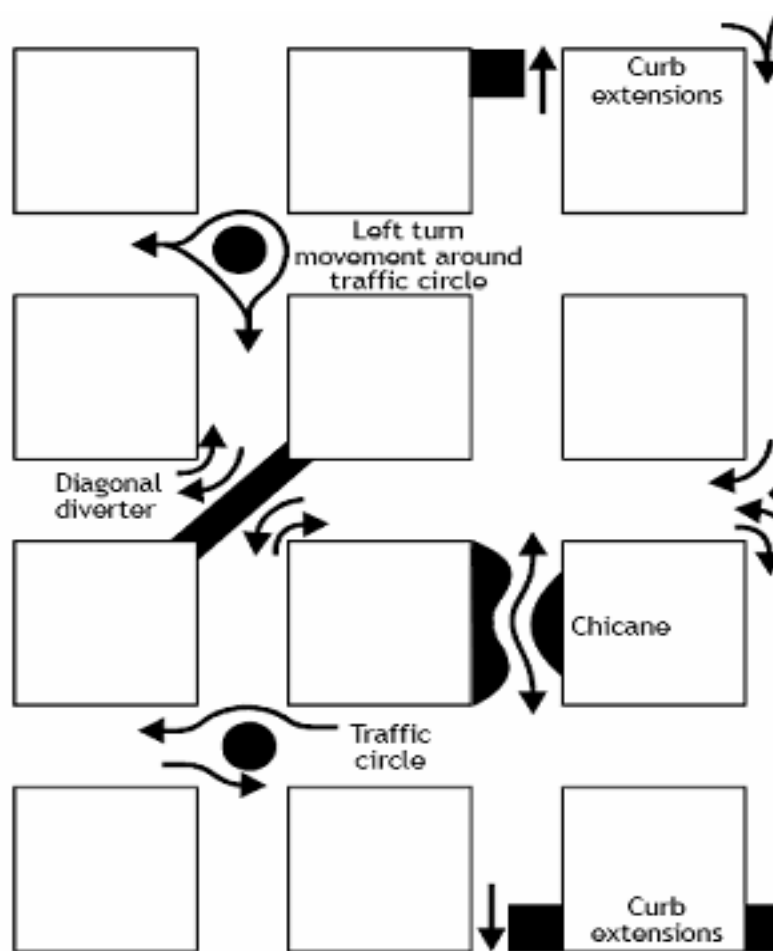 Curb
extensions
Left turn
movement around
traffic circle
Diagonal
diverter
Chicane
Traffic
circle
Curb
extensions